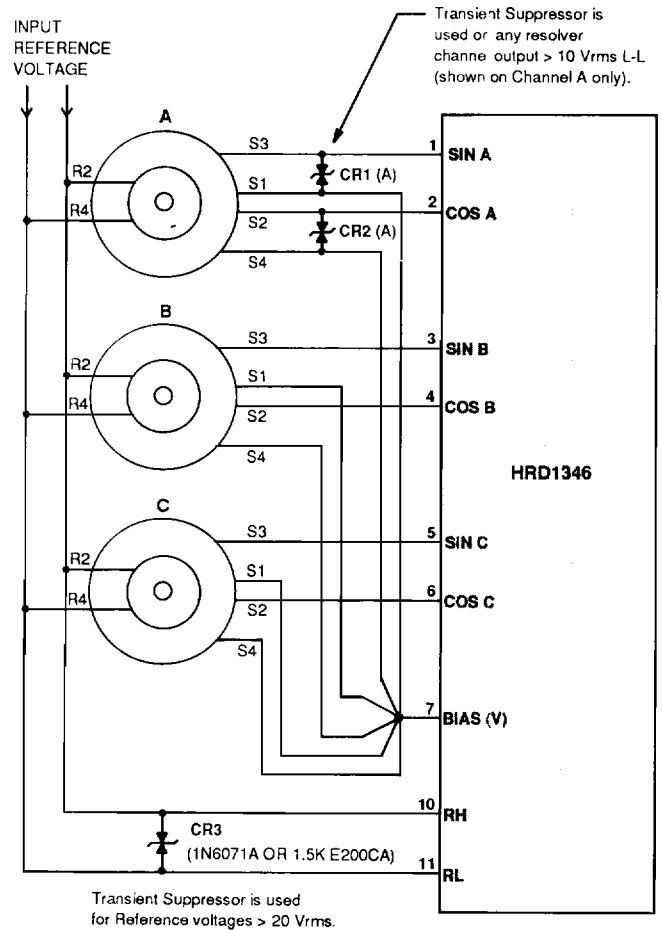 Transient Suppressor is
used or any resolver
channe output > 10 Vrms L-L
(shown on Channel A only).
INPUT
REFERENCE
VOLTAGE
A
S3
1
SIN A
R2
CR1 (A)
S1
2
COS A
R4
S2
CR2 (A)
S4
B
S3
3
SIN B
R2
S1
4
COS B
R4
S2
S4
HRD1346
C
S3
5
SIN C
R2
S1
6
COS C
R4
S2
S4
7
BIAS (V)
10
RH
CR3
(1N6071A OR 1.5K E200CA)
11
RL
Transient Suppressor is used
for Reference voltages > 20 Vrms.